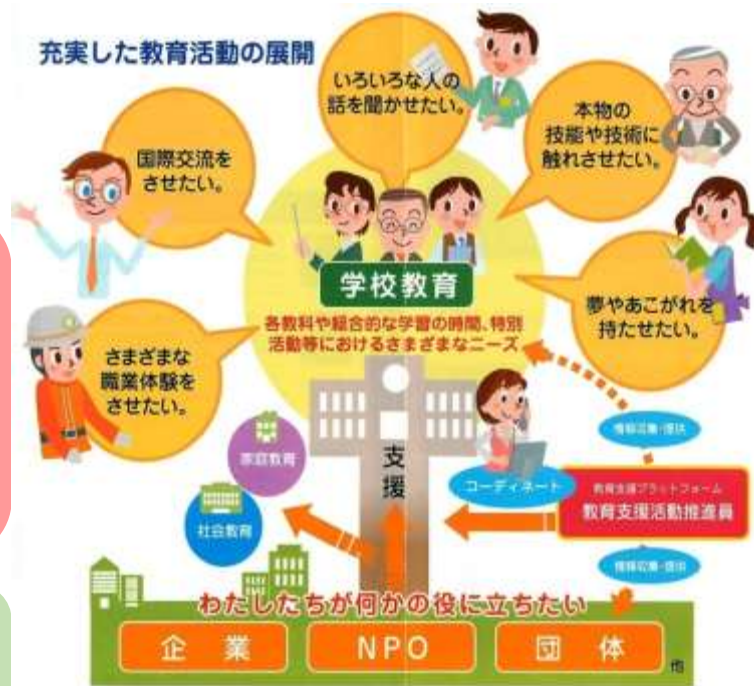 充実した教育活動の展開
いろいろな人の
話を聞かせたい。
本物の
技能や技術に
触れさせたい。
国際交流を
させたい。
学校教育
各教科や総合的な学習の時間、特別
活動等におけるさまざまなニーズ
夢やあこがれを
持たせたい。
さまざまな
職業体験を
させたい。
情報収集・提供
家庭教育
支援
コーディネート
教育支援プラットフォーム
教育支援活動推進員
社会教育
情報収集・提供
わたしたちが何かの役に立ちたい
企業
NPO
団体
他